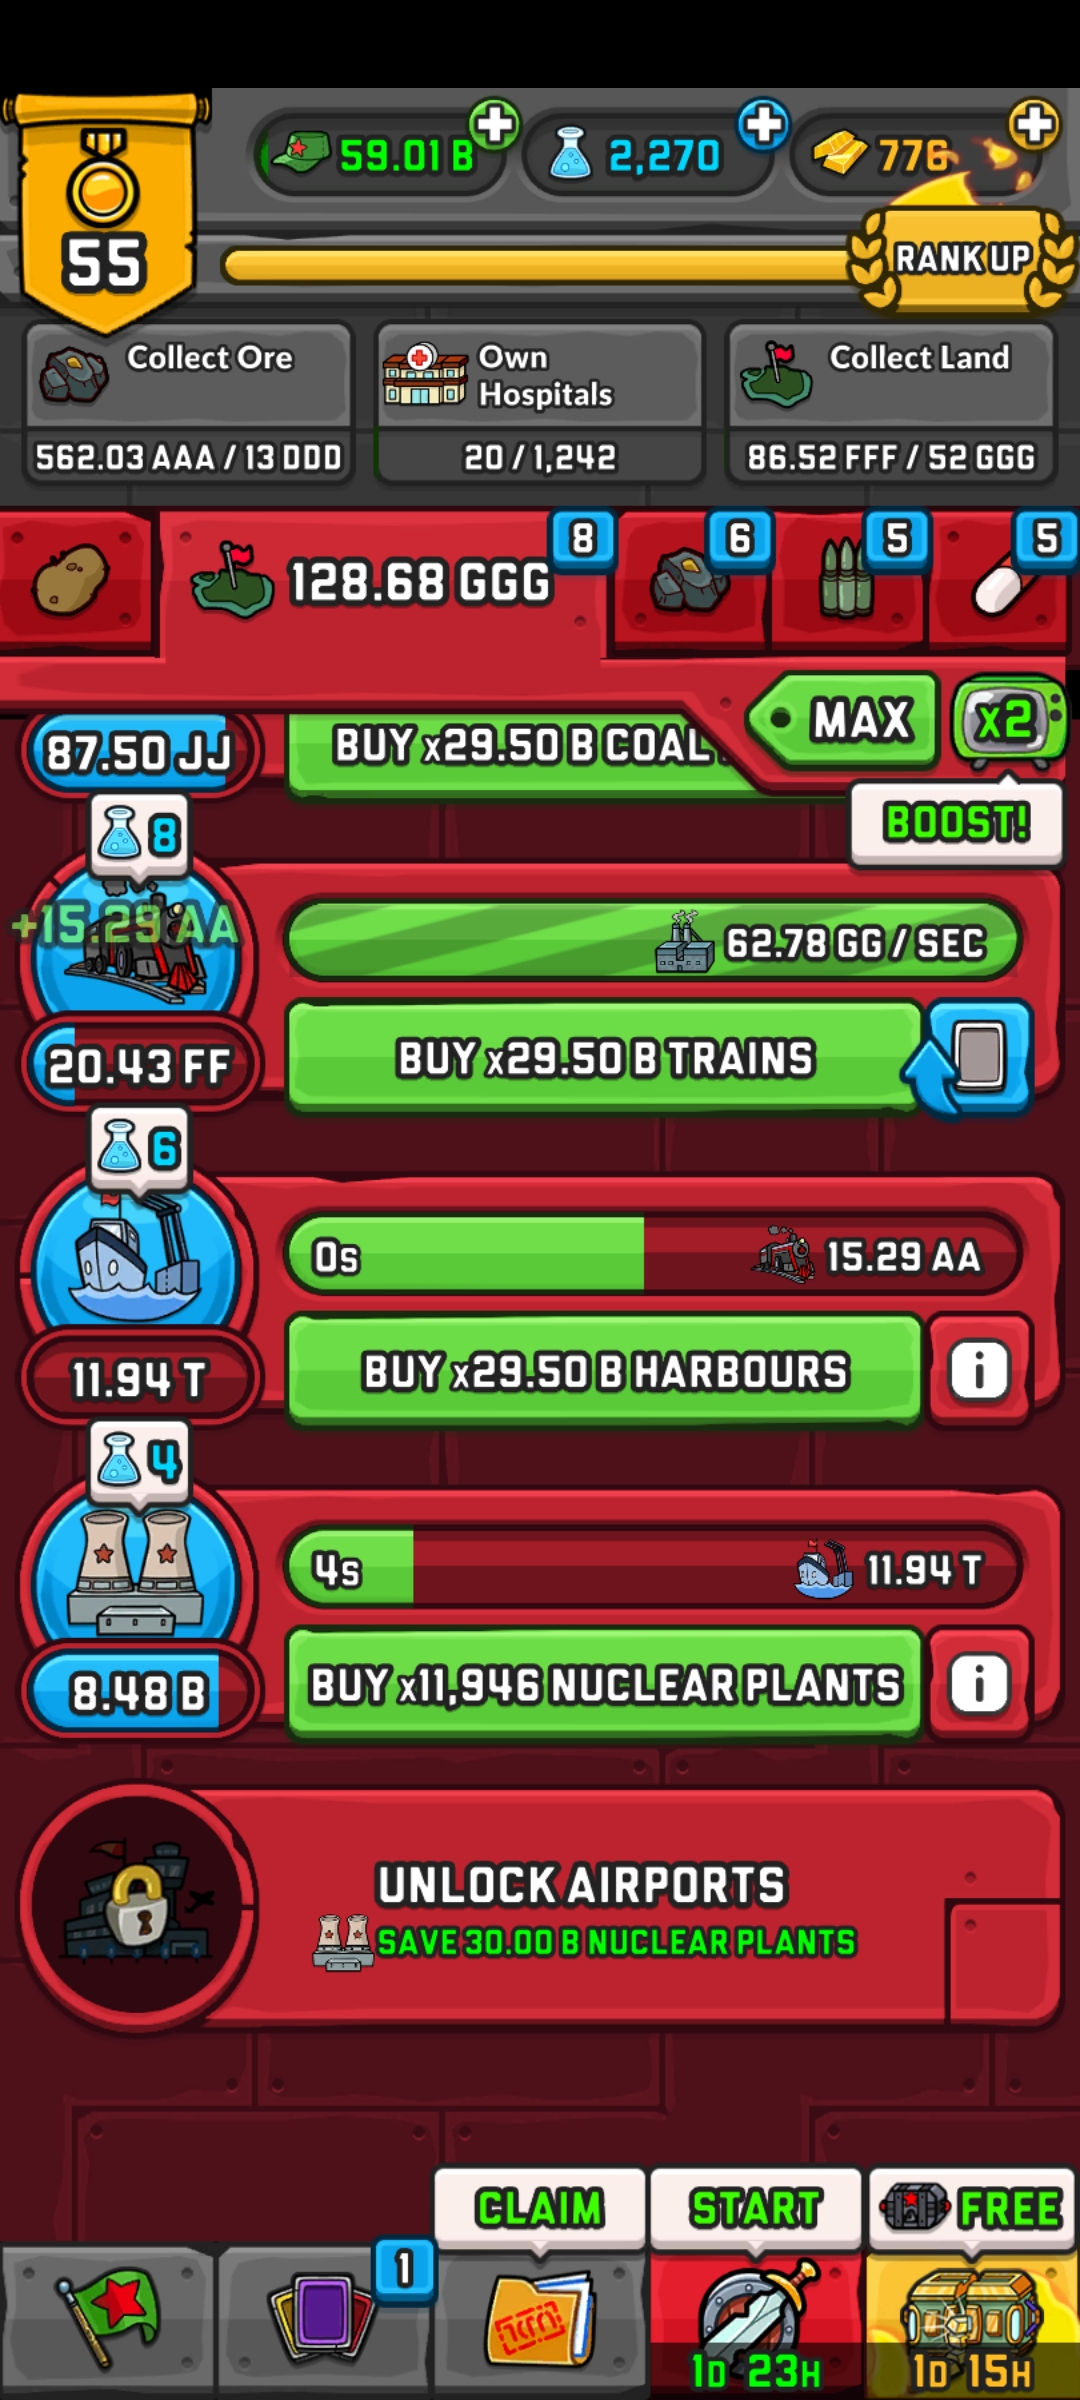 55
59.01 B
2,270
776
RANK UP
Collect Ore
562.03 AAA / 13 DDD
Own
Hospitals
20 / 1,242
Collect Land
86.52 FFF / 52 GGG
128.68 GGG
8
6
5
5
MAX
x2
BOOST!
87.50 JJ
BUY x29.50 B COAL
8
+15.29 AA
62.78 GG / SEC
20.43 FF
BUY x29.50 B TRAINS
6
0s
15.29 AA
11.94 T
BUY x29.50 B HARBOURS
i
4
4s
11.94 T
8.48 B
BUY x11,946 NUCLEAR PLANTS
i
UNLOCK AIRPORTS
SAVE 30.00 B NUCLEAR PLANTS
CLAIM
START
FREE
1
1D 23H
1D 15H